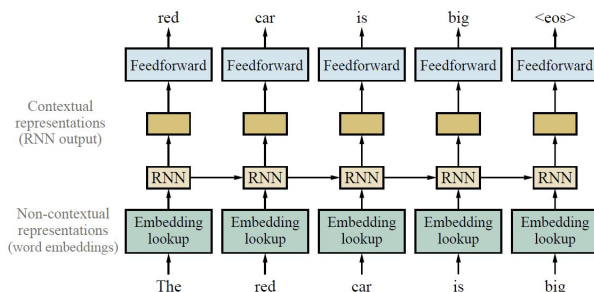 red car is big <eos>
Feedforward Feedforward Feedforward Feedforward Feedforward
Contextual
representations
(RNN output)
RNN RNN RNN RNN RNN
Non-contextual
representations
(word embeddings)
Embedding Embedding Embedding Embedding Embedding
lookup lookup lookup lookup lookup
The red car is big